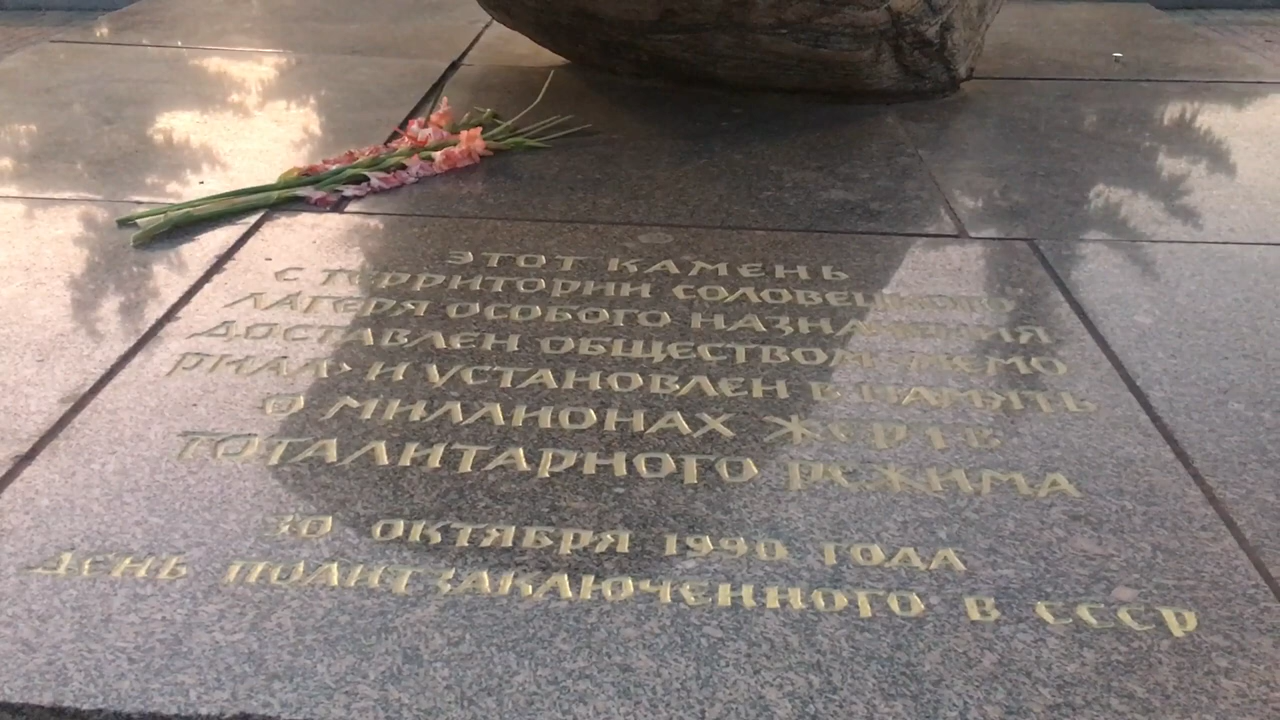 ЭТОТ КАМЕНЬ
С ТЕРРИТОРИИ СОЛОВЕЦКОГО
ЛАГЕРЯ ОСОБОГО НАЗНАЧЕНИЯ
ДОСТАВЛЕН ОБЩЕСТВОМ „МЕМО
РИАЛ” И УСТАНОВЛЕН В ПАМЯТЬ
О МИЛЛИОНАХ ЖЕРТВ
ТОТАЛИТАРНОГО РЕЖИМА
30 ОКТЯБРЯ 1990 ГОДА
ДЕНЬ ПОЛИТЗАКЛЮЧЕННОГО В СССР